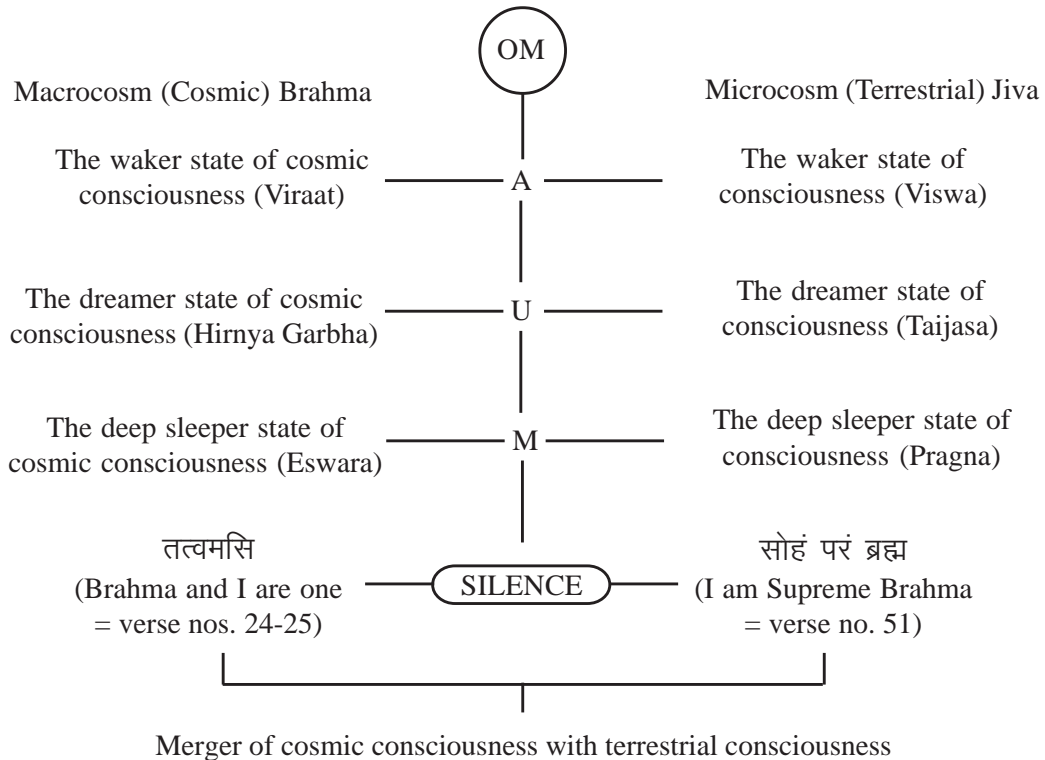 OM
Macrocosm (Cosmic) Brahma
Microcosm (Terrestrial) Jiva
The waker state of cosmic
consciousness (Viraat)
A
The waker state of
consciousness (Viswa)
The dreamer state of cosmic
consciousness (Hirnya Garbha)
U
The dreamer state of
consciousness (Taijasa)
The deep sleeper state of
cosmic consciousness (Eswara)
M
The deep sleeper state of
consciousness (Pragna)
तत्वमसि
(Brahma and I are one
= verse nos. 24-25)
SILENCE
सोहं परं ब्रह्म
(I am Supreme Brahma
= verse no. 51)
Merger of cosmic consciousness with terrestrial consciousness